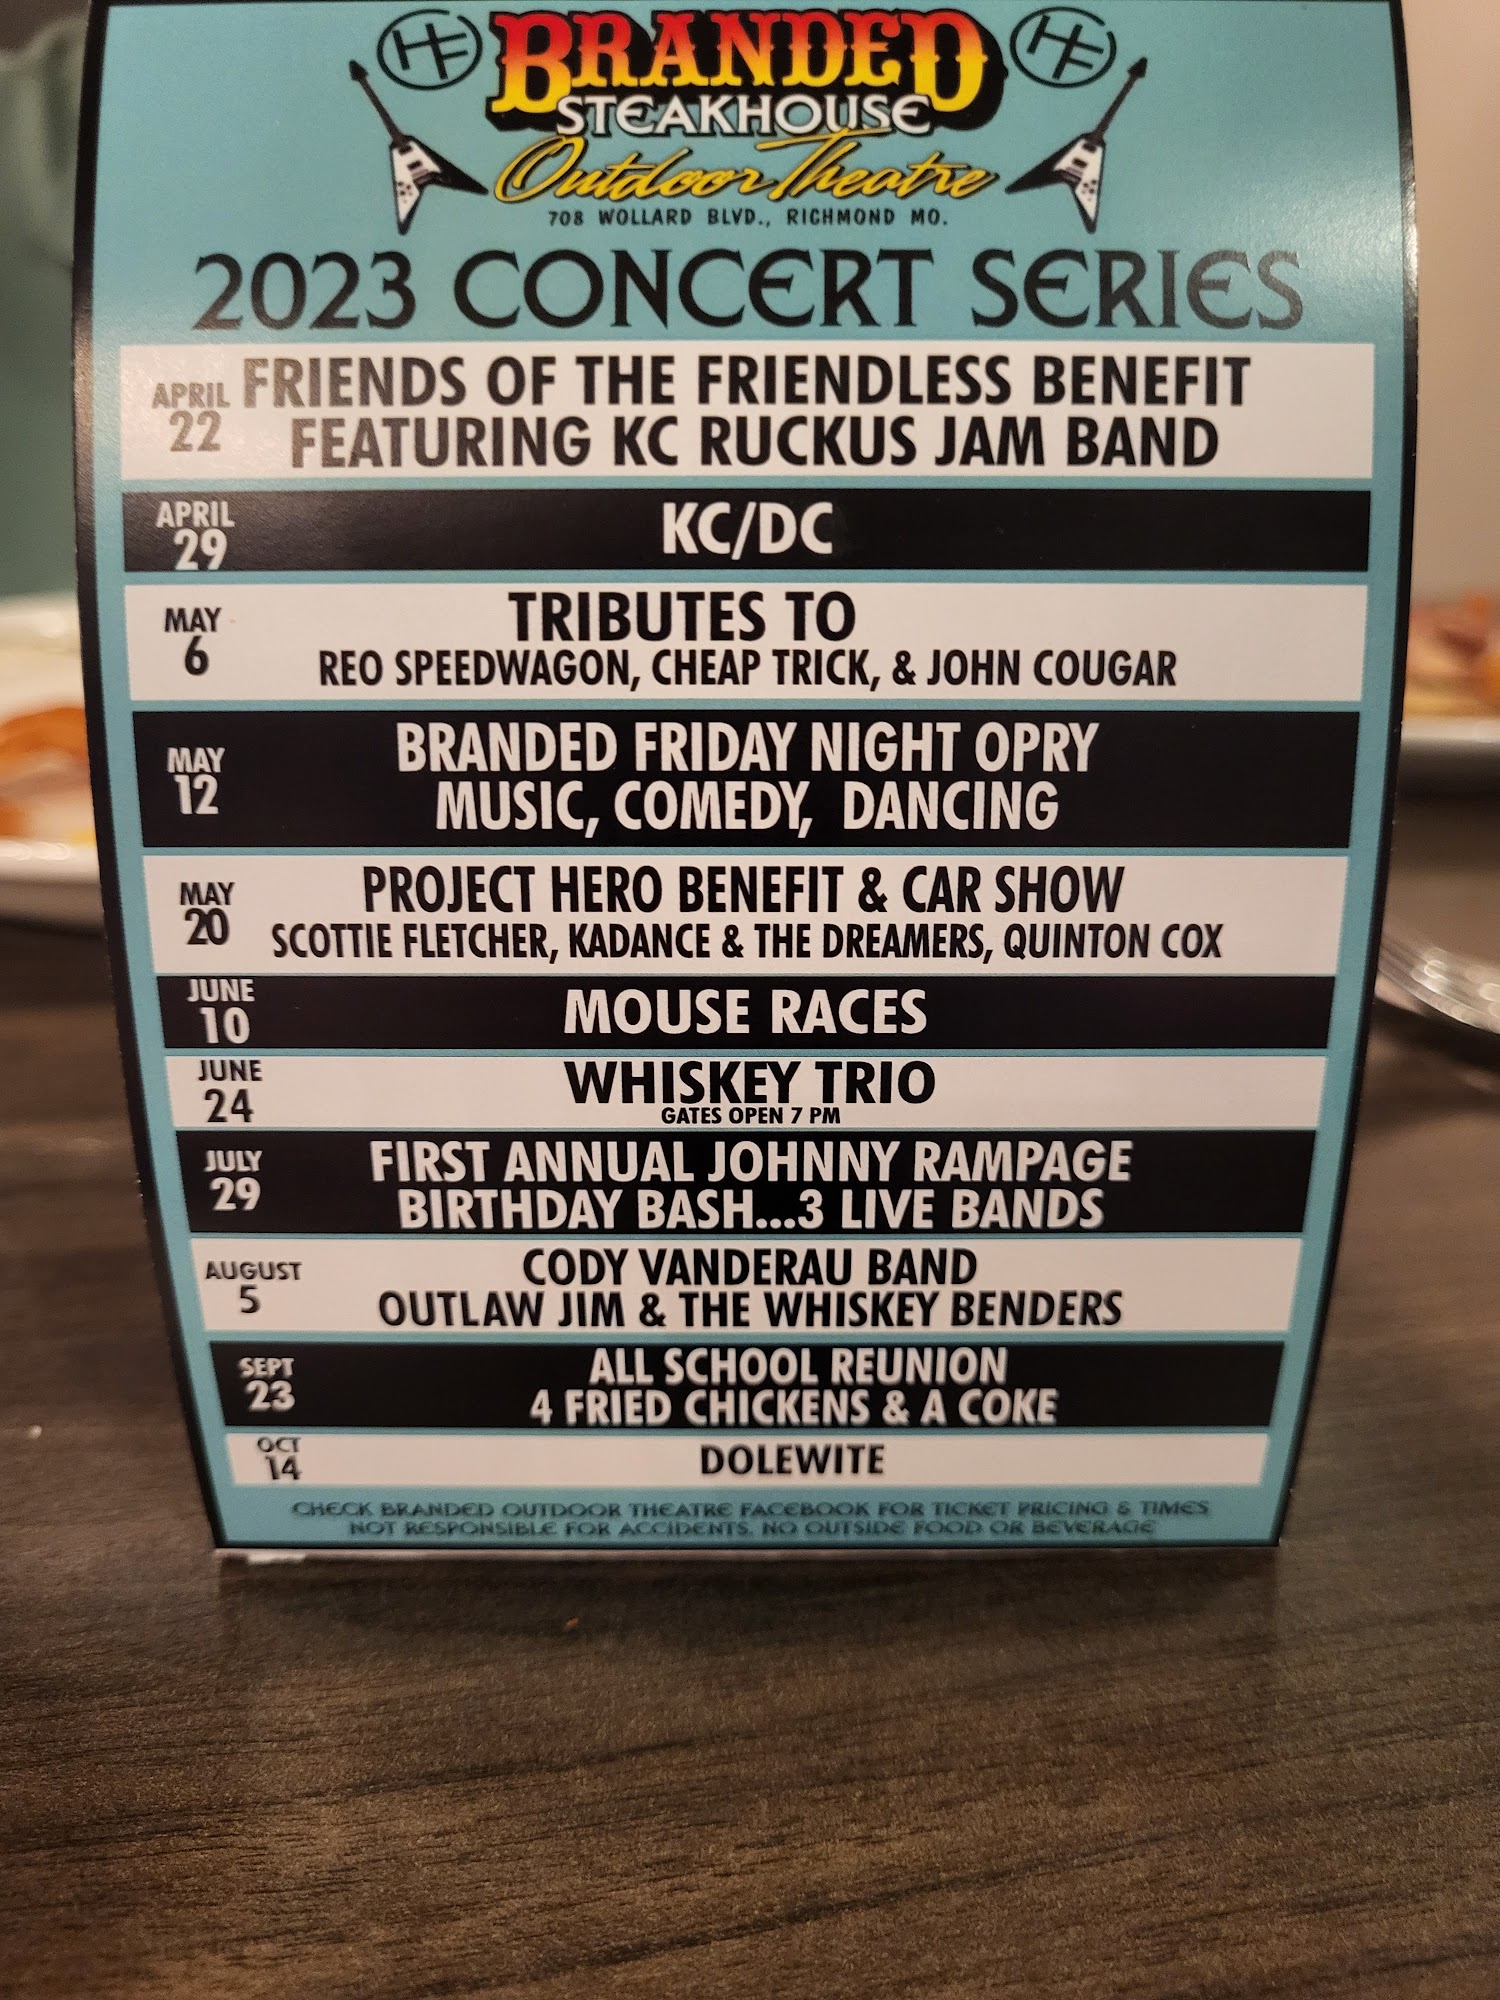 HF
HF
BRANDED
STEAKHOUSE
Outdoor Theatre
708 WOLLARD BLVD., RICHMOND MO.
2023 CONCERT SERIES
APRIL
22
FRIENDS OF THE FRIENDLESS BENEFIT
FEATURING KC RUCKUS JAM BAND
APRIL
29
KC/DC
MAY
6
TRIBUTES TO
REO SPEEDWAGON, CHEAP TRICK, & JOHN COUGAR
MAY
12
BRANDED FRIDAY NIGHT OPRY
MUSIC, COMEDY, DANCING
MAY
20
PROJECT HERO BENEFIT & CAR SHOW
SCOTTIE FLETCHER, KADANCE & THE DREAMERS, QUINTON COX
JUNE
10
MOUSE RACES
JUNE
24
WHISKEY TRIO
GATES OPEN 7 PM
JULY
29
FIRST ANNUAL JOHNNY RAMPAGE
BIRTHDAY BASH...3 LIVE BANDS
AUGUST
5
CODY VANDERAU BAND
OUTLAW JIM & THE WHISKEY BENDERS
SEPT
23
ALL SCHOOL REUNION
4 FRIED CHICKENS & A COKE
OCT
14
DOLEWITE
CHECK BRANDED OUTDOOR THEATRE FACEBOOK FOR TICKET PRICING & TIMES
NOT RESPONSIBLE FOR ACCIDENTS. NO OUTSIDE FOOD OR BEVERAGE